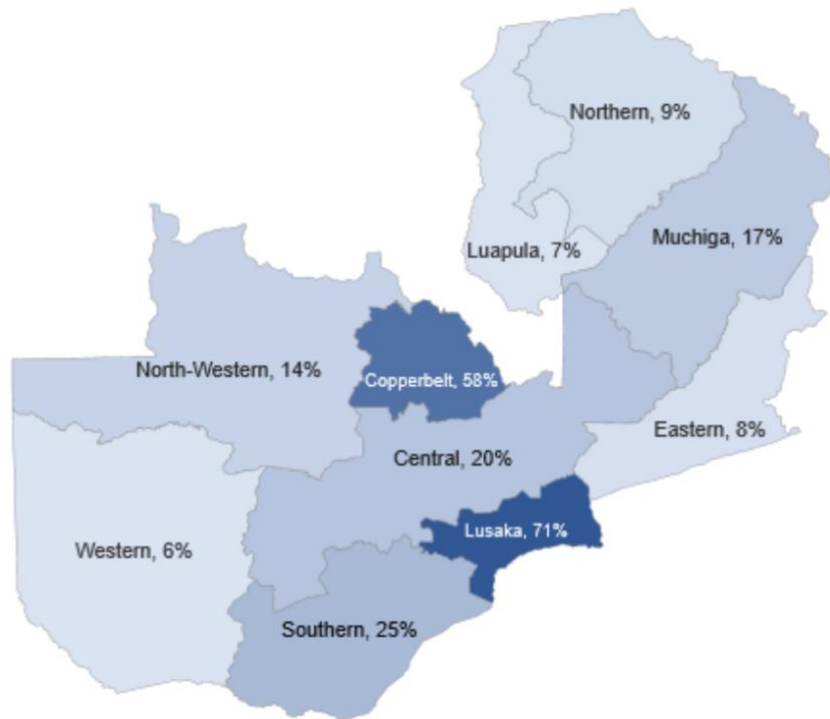 Northern, 9%
Luapula, 7%
Muchiga, 17%
North-Western, 14%
Copperbelt, 58%
Eastern, 8%
Central, 20%
Lusaka, 71%
Western, 6%
Southern, 25%